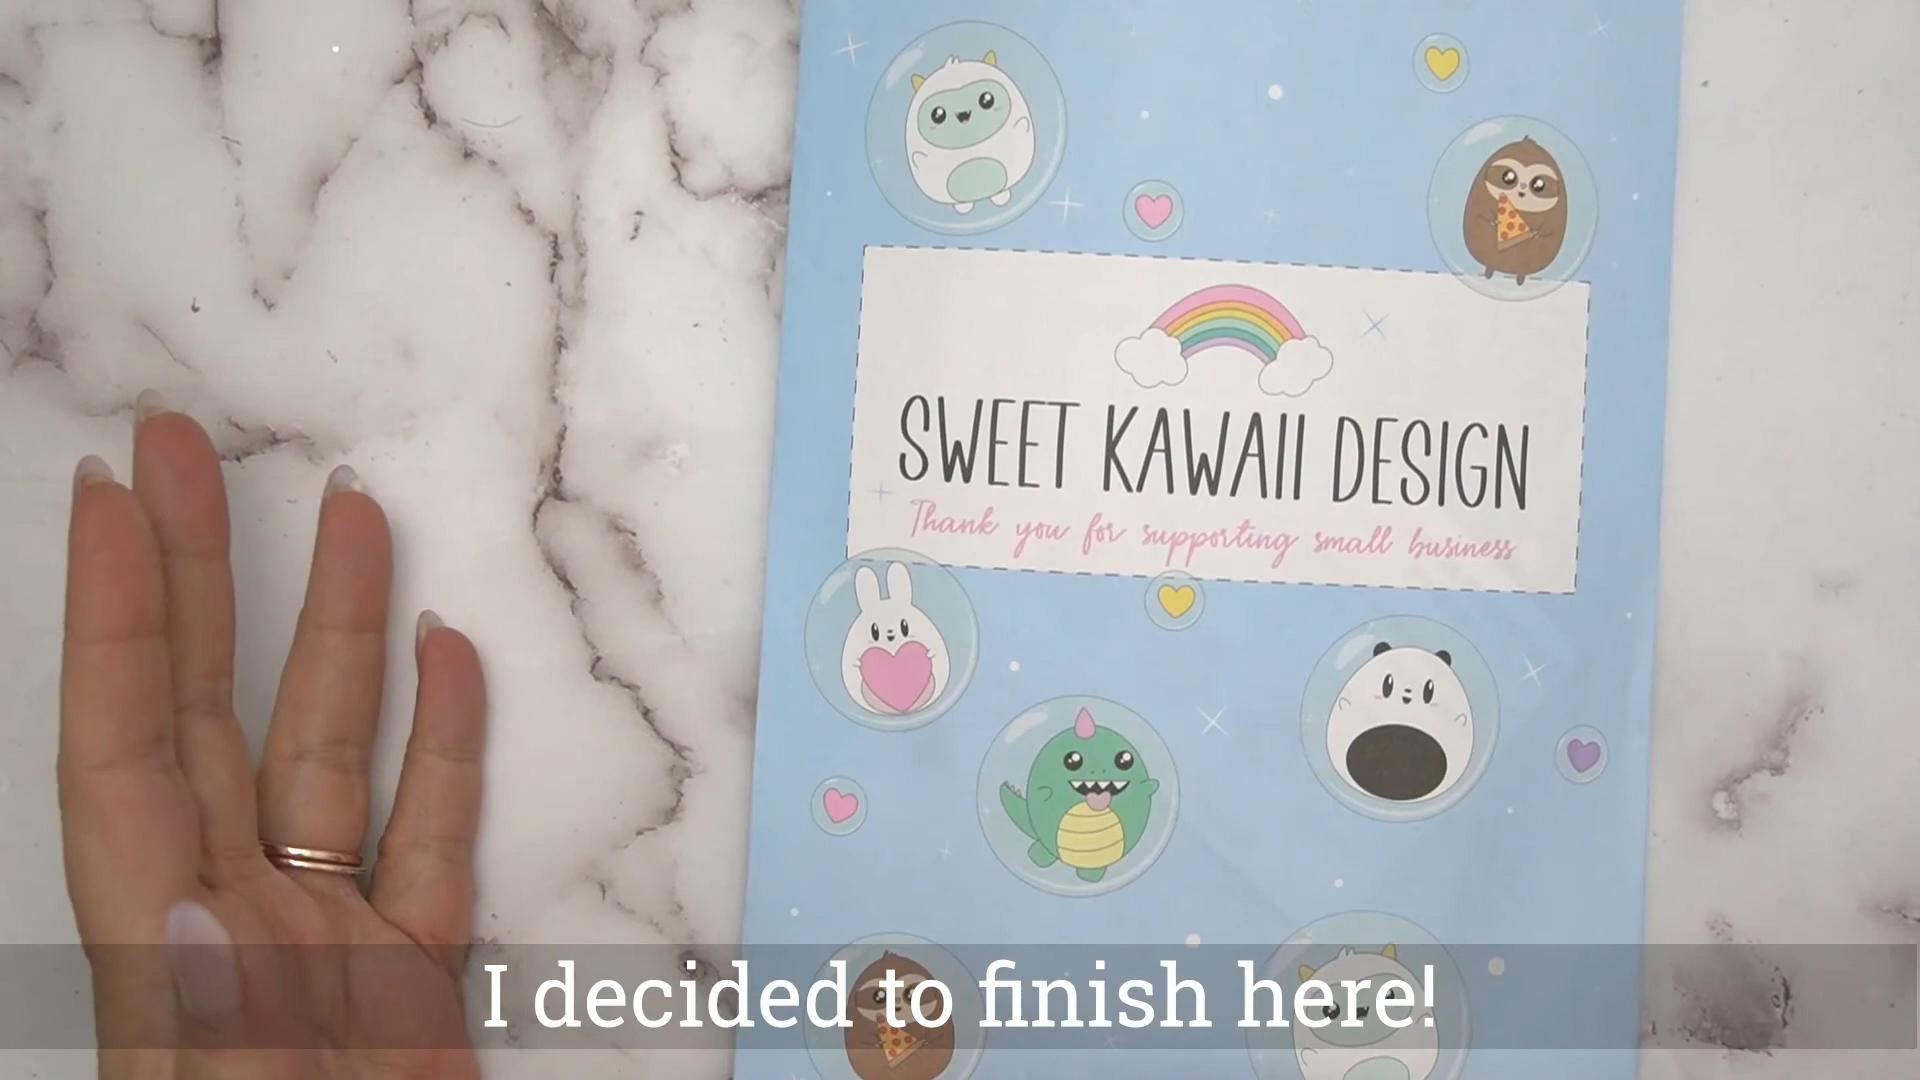 SWEET KAWAII DESIGN
Thank you for supporting small business
I decided to finish here!